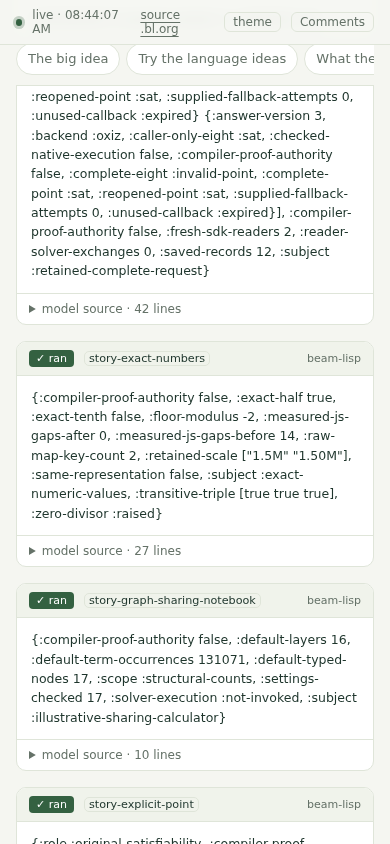 live · 08:44:07 AM
source .bl.org
theme
Comments
The big idea
Try the language ideas
What the
:reopened-point :sat, :supplied-fallback-attempts 0,
:unused-callback :expired} {:answer-version 3,
:backend :oxiz, :caller-only-eight :sat, :checked-
native-execution false, :compiler-proof-authority
false, :complete-eight :invalid-point, :complete-
point :sat, :reopened-point :sat, :supplied-fallback-
attempts 0, :unused-callback :expired}], :compiler-
proof-authority false, :fresh-sdk-readers 2, :reader-
solver-exchanges 0, :saved-records 12, :subject
:retained-complete-request}
model source · 42 lines
✓ ran story-exact-numbers beam-lisp
{:compiler-proof-authority false, :exact-half true,
:exact-tenth false, :floor-modulus -2, :measured-js-
gaps-after 0, :measured-js-gaps-before 14, :raw-
map-key-count 2, :retained-scale ["1.5M" "1.50M"],
:same-representation false, :subject :exact-
numeric-values, :transitive-triple [true true true],
:zero-divisor :raised}
model source · 27 lines
✓ ran story-graph-sharing-notebook beam-lisp
{:compiler-proof-authority false, :default-layers 16,
:default-term-occurrences 131071, :default-typed-
nodes 17, :scope :structural-counts, :settings-
checked 17, :solver-execution :not-invoked, :subject
:illustrative-sharing-calculator}
model source · 10 lines
✓ ran story-explicit-point beam-lisp
{:role :original-satisfiability, :compiler-proof-